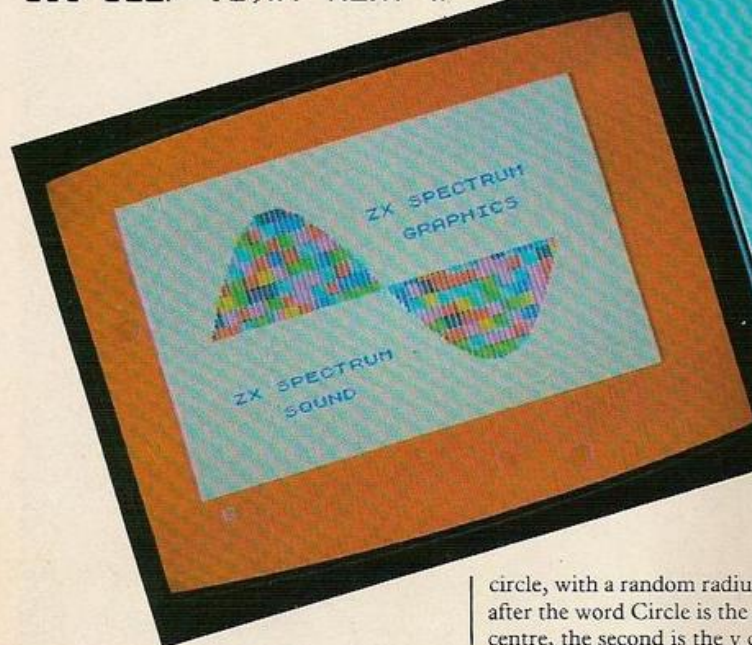 ZX SPECTRUM
GRAPHICS
ZX SPECTRUM
SOUND
circle, with a random radiu
after the word Circle is the
centre, the second is the y c